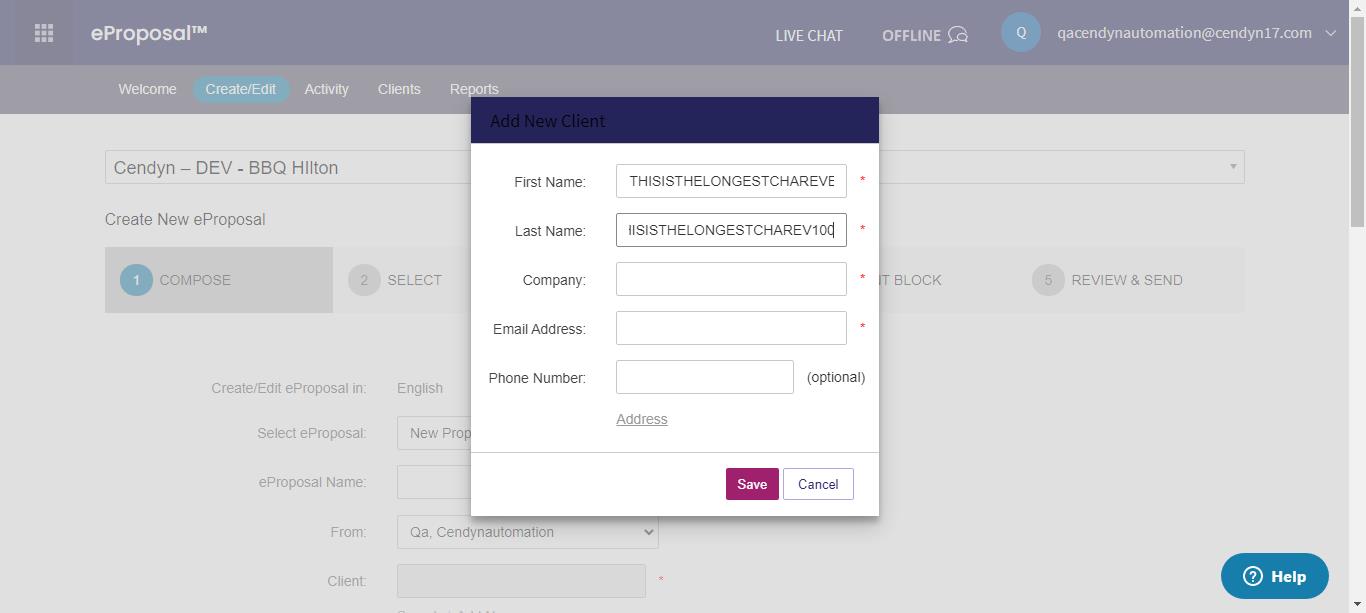 eProposal™
LIVE CHAT
OFFLINE
Q
qacendynautomation@cendyn17.com
Welcome
Create/Edit
Activity
Clients
Reports
Add New Client
Cendyn – DEV - BBQ HIlton
First Name:
THISISTHELONGESTCHAREVE
*
Last Name:
HISISTHELONGESTCHAREV100
*
Create New eProposal
1 COMPOSE
2 SELECT
Company:
*
NT BLOCK
5 REVIEW & SEND
Email Address:
*
Phone Number:
(optional)
Address
Create/Edit eProposal in:
English
Select eProposal:
New Prop
eProposal Name:
Save
Cancel
From:
Qa, Cendynautomation
Client:
*
Help